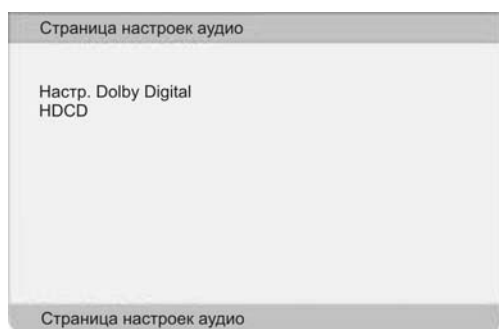 Страница настроек аудио
Настр. Dolby Digital
HDCD
Страница настроек аудио